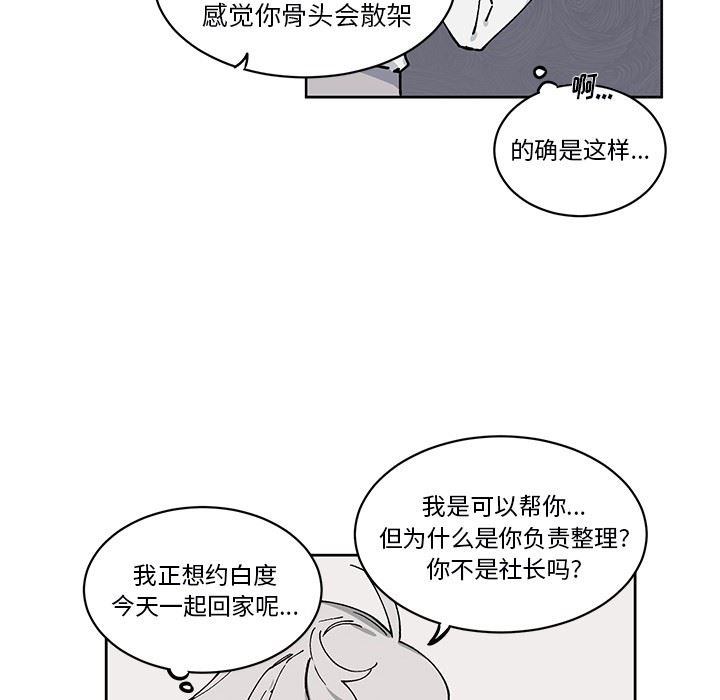 感觉你骨头会散架
啊...
的确是这样...
我是可以帮你...
但为什么是你负责整理?
你不是社长吗?
我正想约白度
今天一起回家呢...